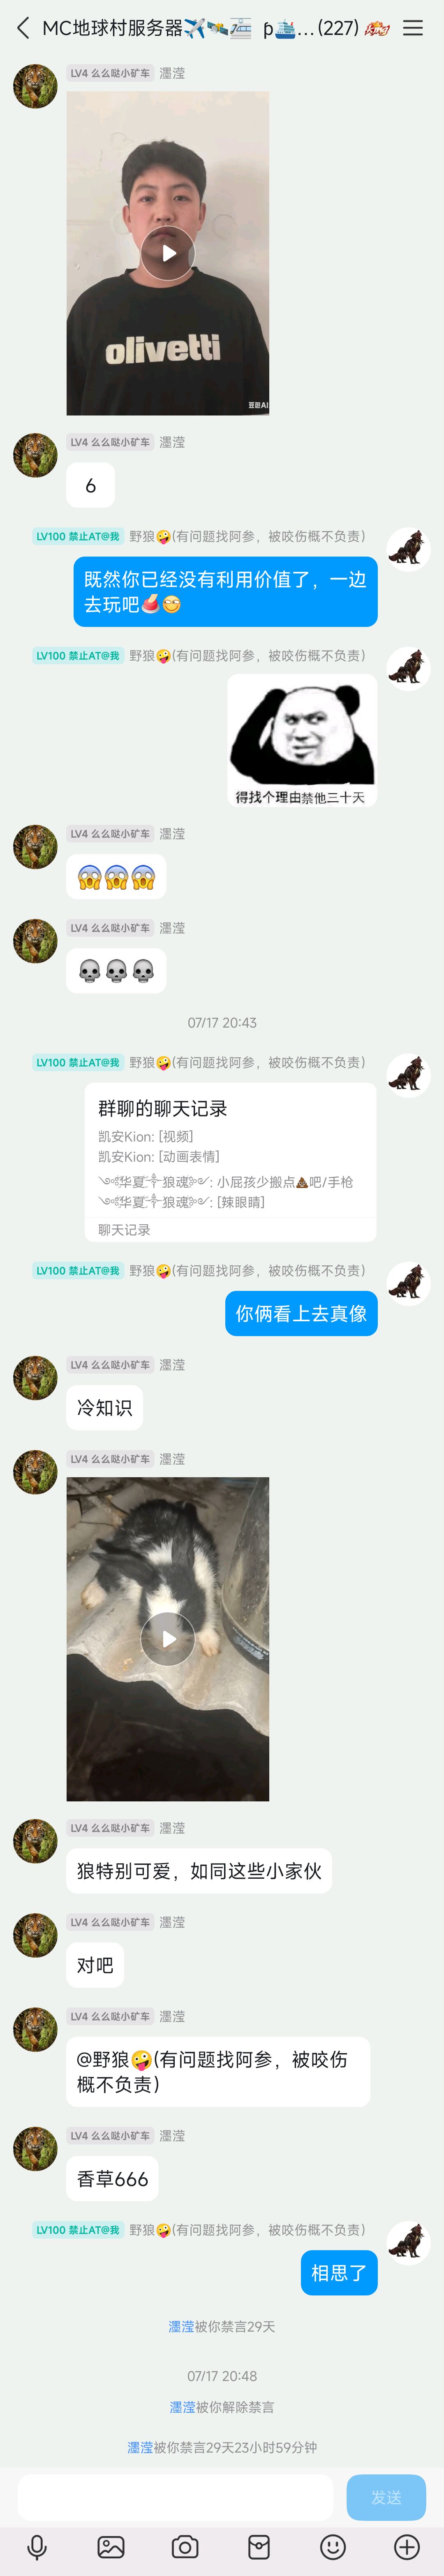 MC地球村服务器✈️🛰️🚈 ϸ🛳️...(227)
LV4 么么哒小矿车 灋滢
olivetti
豆包AI
LV4 么么哒小矿车 灋滢
6
LV100 禁止AT@我 野狼🤪(有问题找阿参，被咬伤概不负责)
既然你已经没有利用价值了，一边
去玩吧
LV100 禁止AT@我 野狼🤪(有问题找阿参，被咬伤概不负责)
得找个理由禁他三十天
LV4 么么哒小矿车 灋滢
😱😱😱
LV4 么么哒小矿车 灋滢
💀💀💀
07/17 20:43
LV100 禁止AT@我 野狼🤪(有问题找阿参，被咬伤概不负责)
群聊的聊天记录
凯安Kion: [视频]
凯安Kion: [动画表情]
༺华夏༒狼魂༻: 小屁孩少搬点💩吧/手枪
༺华夏༒狼魂༻: [辣眼睛]
聊天记录
LV100 禁止AT@我 野狼🤪(有问题找阿参，被咬伤概不负责)
你俩看上去真像
LV4 么么哒小矿车 灋滢
冷知识
LV4 么么哒小矿车 灋滢
LV4 么么哒小矿车 灋滢
狼特别可爱，如同这些小家伙
LV4 么么哒小矿车 灋滢
对吧
LV4 么么哒小矿车 灋滢
@野狼🤪(有问题找阿参，被咬伤
概不负责)
LV4 么么哒小矿车 灋滢
香草666
LV100 禁止AT@我 野狼🤪(有问题找阿参，被咬伤概不负责)
相思了
灋滢被你禁言29天
07/17 20:48
灋滢被你解除禁言
灋滢被你禁言29天23小时59分钟
发送